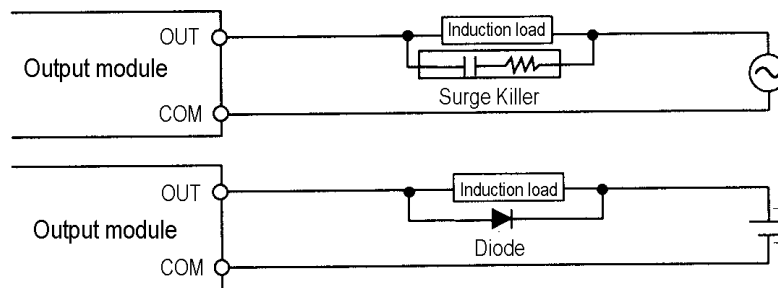 OUT
Induction load
Output module
Surge Killer
COM
OUT
Induction load
Output module
Diode
COM